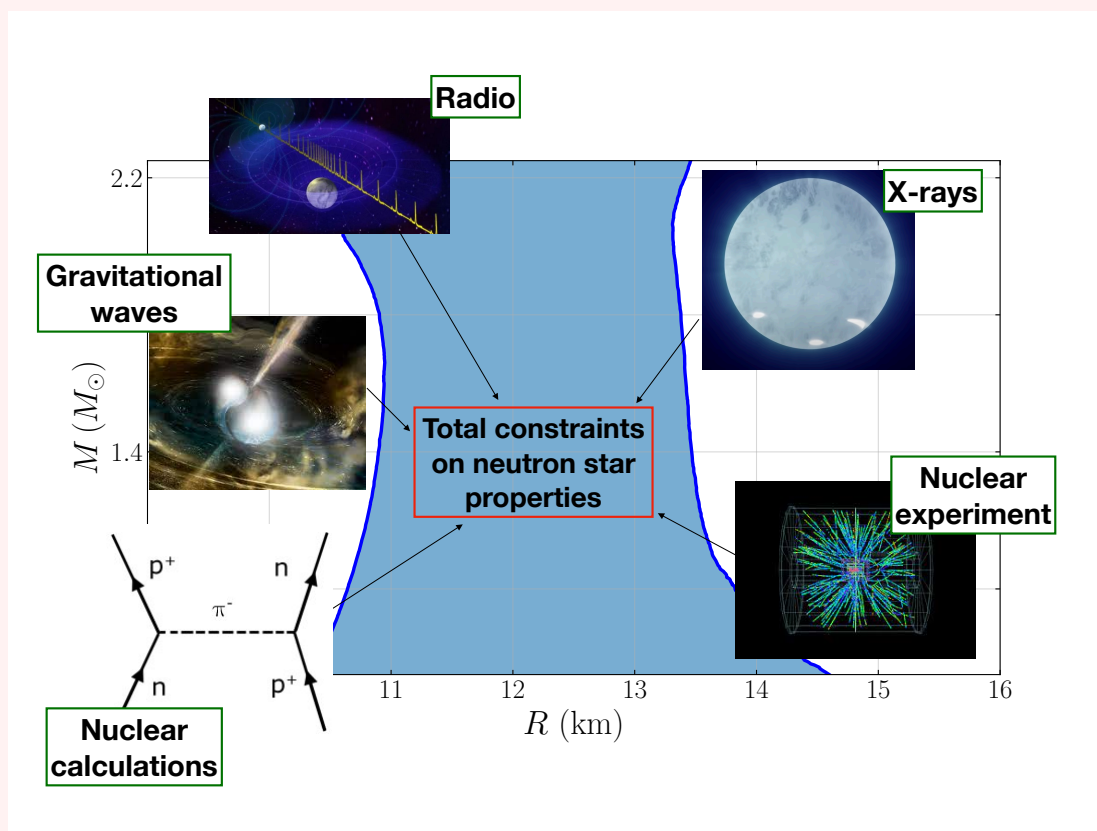 Radio
2.2
X-rays
Gravitational
waves
M (M⊙)
Total constraints
on neutron star
properties
1.4
Nuclear
experiment
p+
n
π-
n
p+
Nuclear
calculations
11
12
13
14
15
16
R (km)